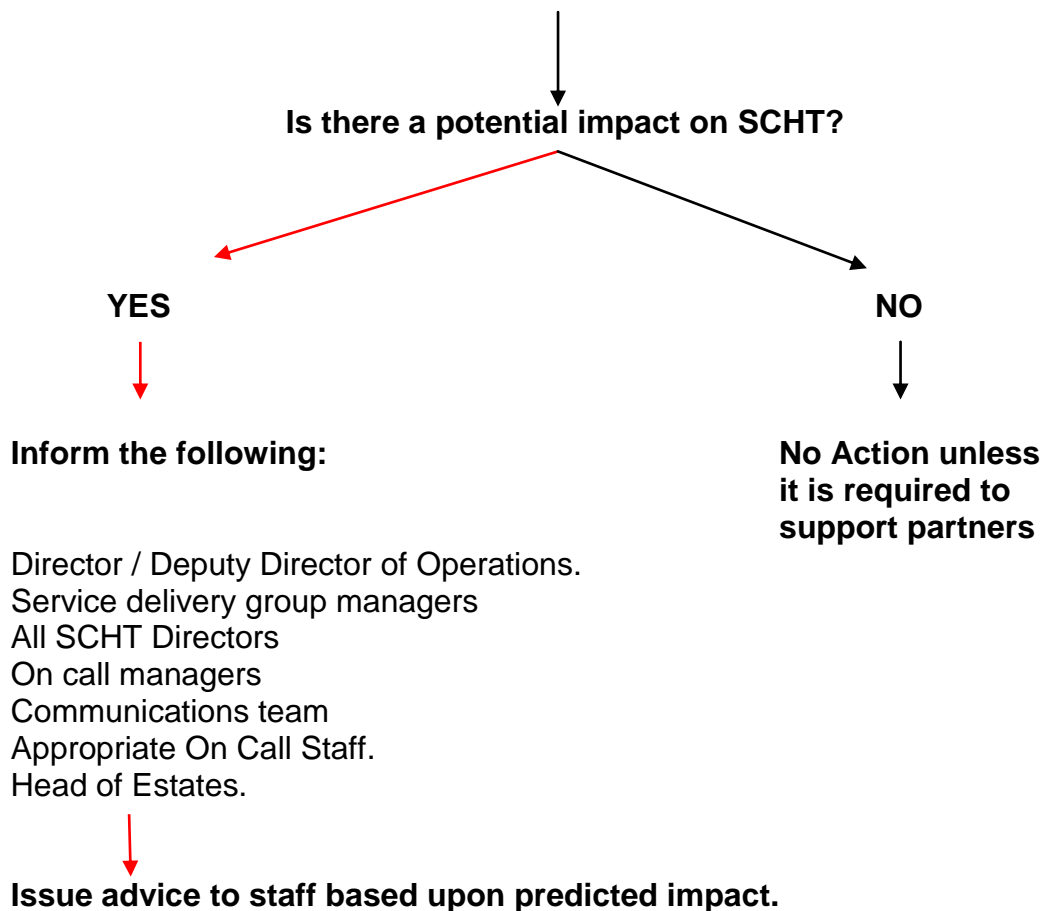 Is there a potential impact on SCHT?
YES
NO
Inform the following:
No Action unless
it is required to
support partners
Director / Deputy Director of Operations.
Service delivery group managers
All SCHT Directors
On call managers
Communications team
Appropriate On Call Staff.
Head of Estates.
Issue advice to staff based upon predicted impact.